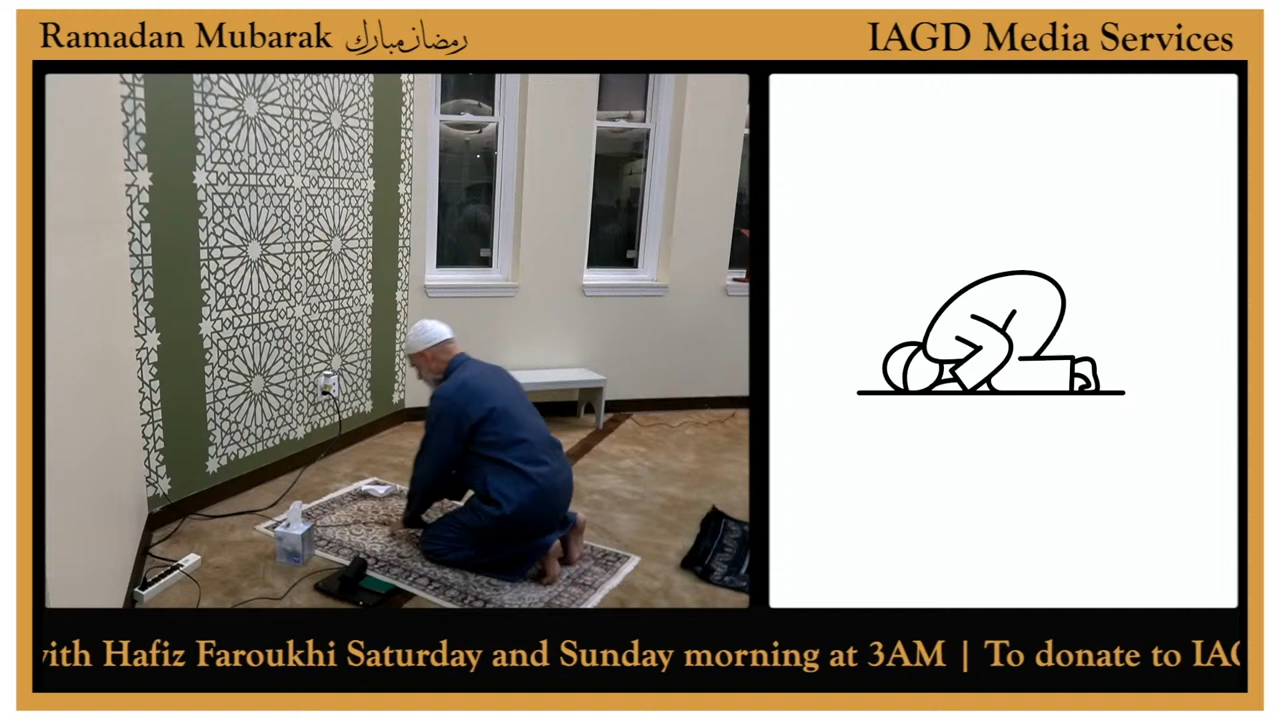 Ramadan Mubarak رمضان مبارك
IAGD Media Services
with Hafiz Faroukhi Saturday and Sunday morning at 3AM | To donate to IAG